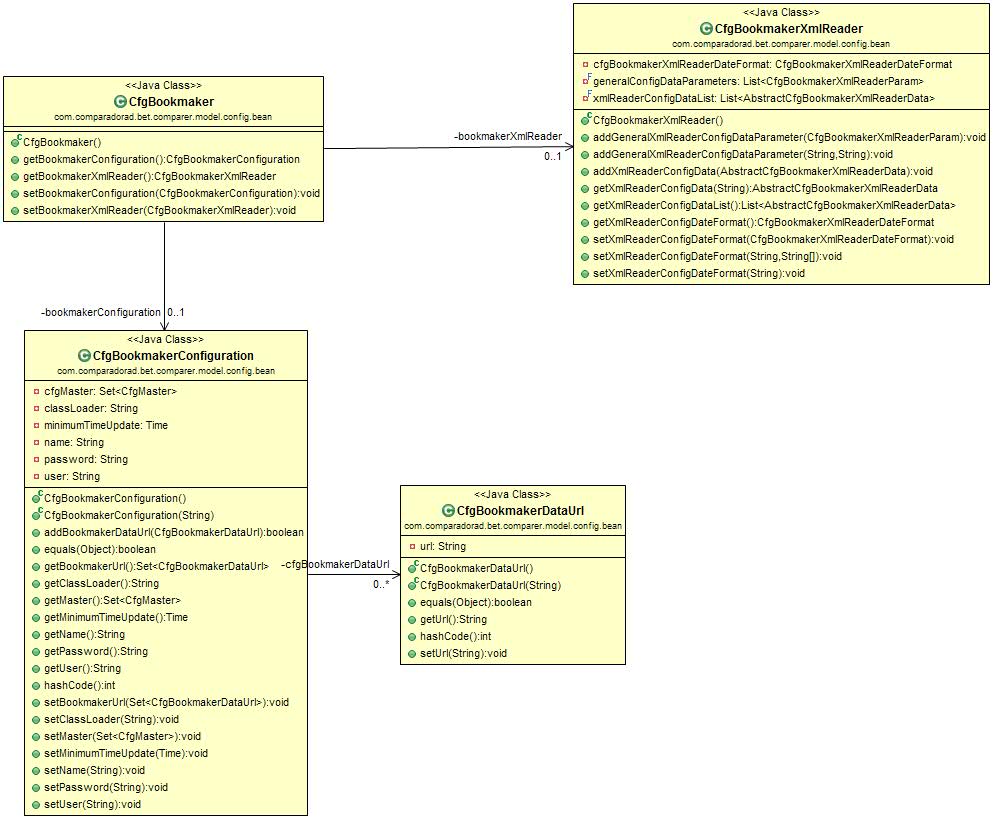 <<Java Class>>
CfgBookmaker
com.comparadorad.bet.comparer.model.config.bean
CfgBookmaker()
getBookmakerConfiguration():CfgBookmakerConfiguration
getBookmakerXmlReader():CfgBookmakerXmlReader
setBookmakerConfiguration(CfgBookmakerConfiguration):void
setBookmakerXmlReader(CfgBookmakerXmlReader):void
-bookmakerXmlReader
0..1
<<Java Class>>
CfgBookmakerXmlReader
com.comparadorad.bet.comparer.model.config.bean
cfgBookmakerXmlReaderDateFormat: CfgBookmakerXmlReaderDateFormat
generalConfigDataParameters: List<CfgBookmakerXmlReaderParam>
xmlReaderConfigDataList: List<AbstractCfgBookmakerXmlReaderData>
CfgBookmakerXmlReader()
addGeneralXmlReaderConfigDataParameter(CfgBookmakerXmlReaderParam):void
addGeneralXmlReaderConfigDataParameter(String,String):void
addXmlReaderConfigData(AbstractCfgBookmakerXmlReaderData):void
getXmlReaderConfigData(String):AbstractCfgBookmakerXmlReaderData
getXmlReaderConfigDataList():List<AbstractCfgBookmakerXmlReaderData>
getXmlReaderConfigDateFormat():CfgBookmakerXmlReaderDateFormat
setXmlReaderConfigDateFormat(CfgBookmakerXmlReaderDateFormat):void
setXmlReaderConfigDateFormat(String,String[]):void
setXmlReaderConfigDateFormat(String):void
-bookmakerConfiguration
0..1
<<Java Class>>
CfgBookmakerConfiguration
com.comparadorad.bet.comparer.model.config.bean
cfgMaster: Set<CfgMaster>
classLoader: String
minimumTimeUpdate: Time
name: String
password: String
user: String
CfgBookmakerConfiguration()
CfgBookmakerConfiguration(String)
addBookmakerDataUrl(CfgBookmakerDataUrl):boolean
equals(Object):boolean
getBookmakerUrl():Set<CfgBookmakerDataUrl>
getClassLoader():String
getMaster():Set<CfgMaster>
getMinimumTimeUpdate():Time
getName():String
getPassword():String
getUser():String
hashCode():int
setBookmakerUrl(Set<CfgBookmakerDataUrl>):void
setClassLoader(String):void
setMaster(Set<CfgMaster>):void
setMinimumTimeUpdate(Time):void
setName(String):void
setPassword(String):void
setUser(String):void
-cfgBookmakerDataUrl
0..*
<<Java Class>>
CfgBookmakerDataUrl
com.comparadorad.bet.comparer.model.config.bean
url: String
CfgBookmakerDataUrl()
CfgBookmakerDataUrl(String)
equals(Object):boolean
getUrl():String
hashCode():int
setUrl(String):void